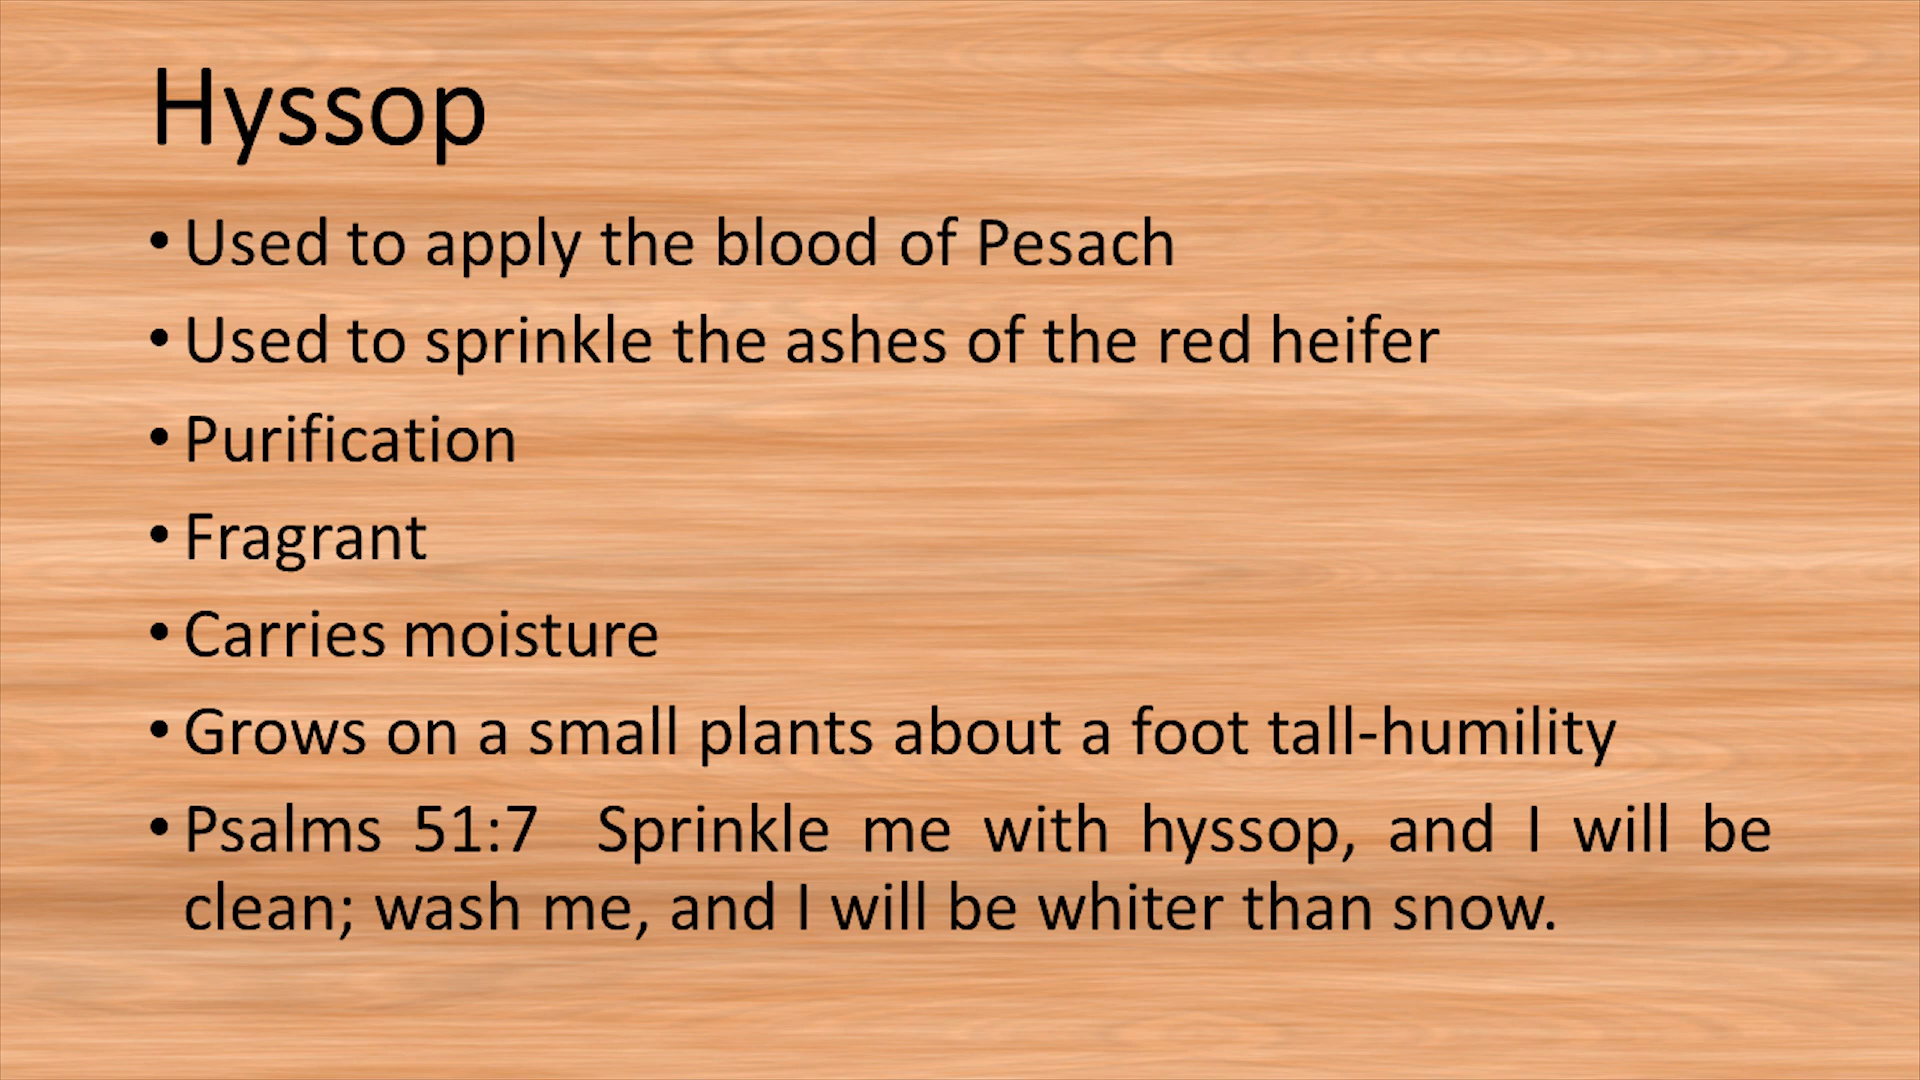 Hyssop
• Used to apply the blood of Pesach
• Used to sprinkle the ashes of the red heifer
• Purification
• Fragrant
• Carries moisture
• Grows on a small plants about a foot tall-humility
• Psalms 51:7 Sprinkle me with hyssop, and I will be
clean; wash me, and I will be whiter than snow.